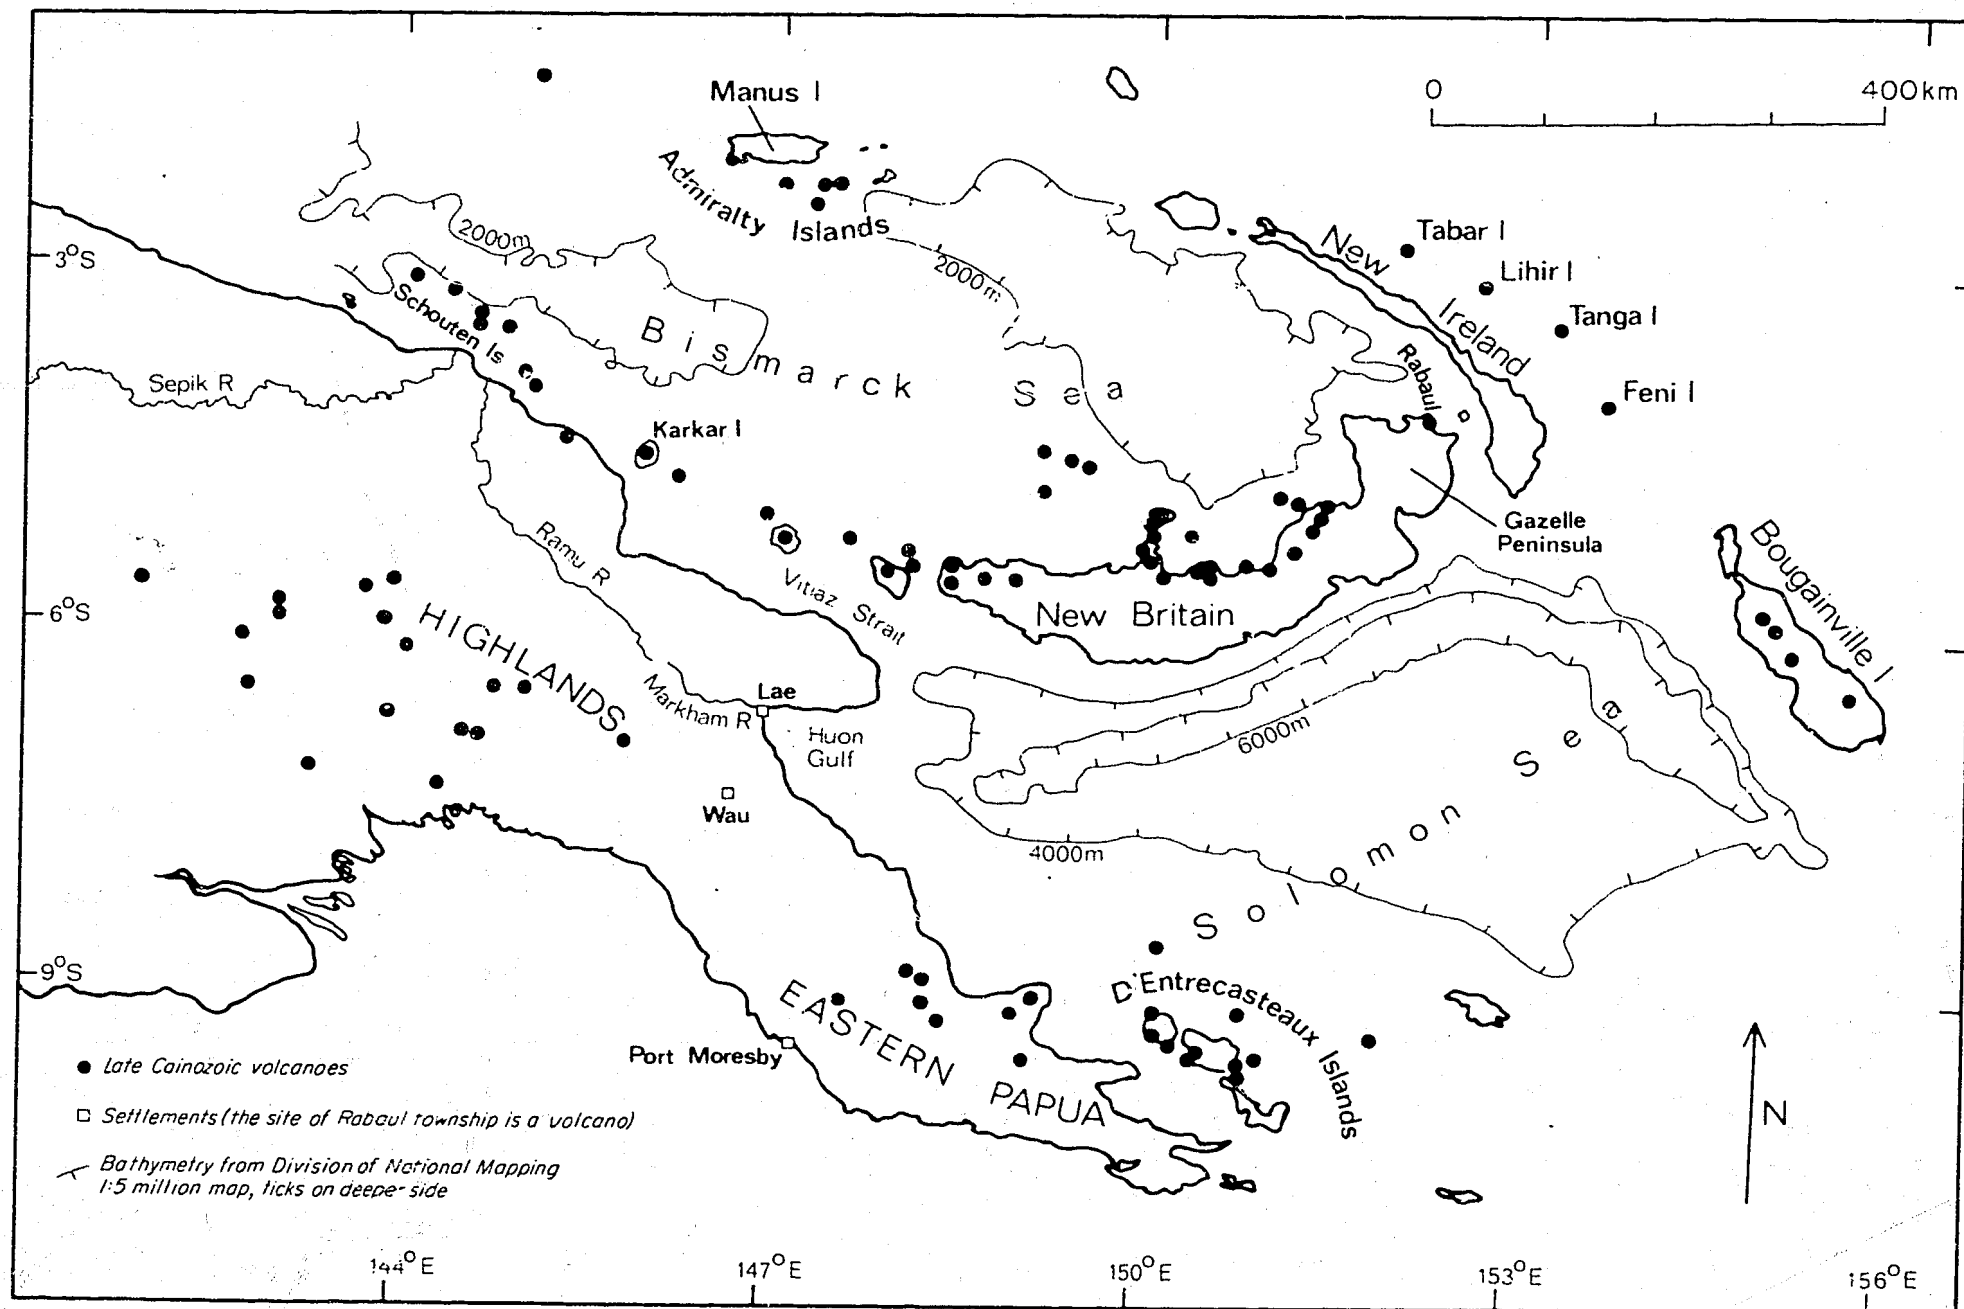 0 400km
Manus I
Admiralty Islands
2000m
2000m
3°S
Schouten Is
Bismarck Sea
New Ireland
Tabar I
Lihir I
Tanga I
Feni I
Rabaul
Sepik R
Karkar I
Gazelle
Peninsula
Ramu R
Vitiaz Strait
6°S
HIGHLANDS
New Britain
Bougainville I
Markham R
Lae
Huon
Gulf
6000m
Wau
4000m
Solomon Sea
9°S
EASTERN PAPUA
D'Entrecasteaux Islands
Port Moresby
Late Cainozoic volcanoes
Settlements (the site of Rabaul township is a volcano)
Bathymetry from Division of National Mapping
1:5 million map, ticks on deeper side
N
144°E
147°E
150°E
153°E
156°E